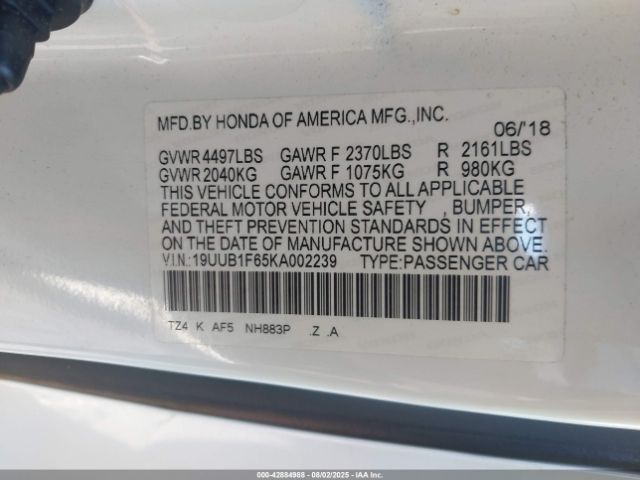 MFD.BY HONDA OF AMERICA MFG.,INC.
06/'18
GVWR 4497LBS GAWR F 2370LBS R 2161LBS
GVWR 2040KG GAWR F 1075KG R 980KG
THIS VEHICLE CONFORMS TO ALL APPLICABLE
FEDERAL MOTOR VEHICLE SAFETY , BUMPER,
AND THEFT PREVENTION STANDARDS IN EFFECT
ON THE DATE OF MANUFACTURE SHOWN ABOVE.
V.I.N.: 19UUB1F65KA002239 TYPE:PASSENGER CAR
TZ4 K AF5 NH883P .Z .A
000-42884988 08/02/2025 IAAI.com